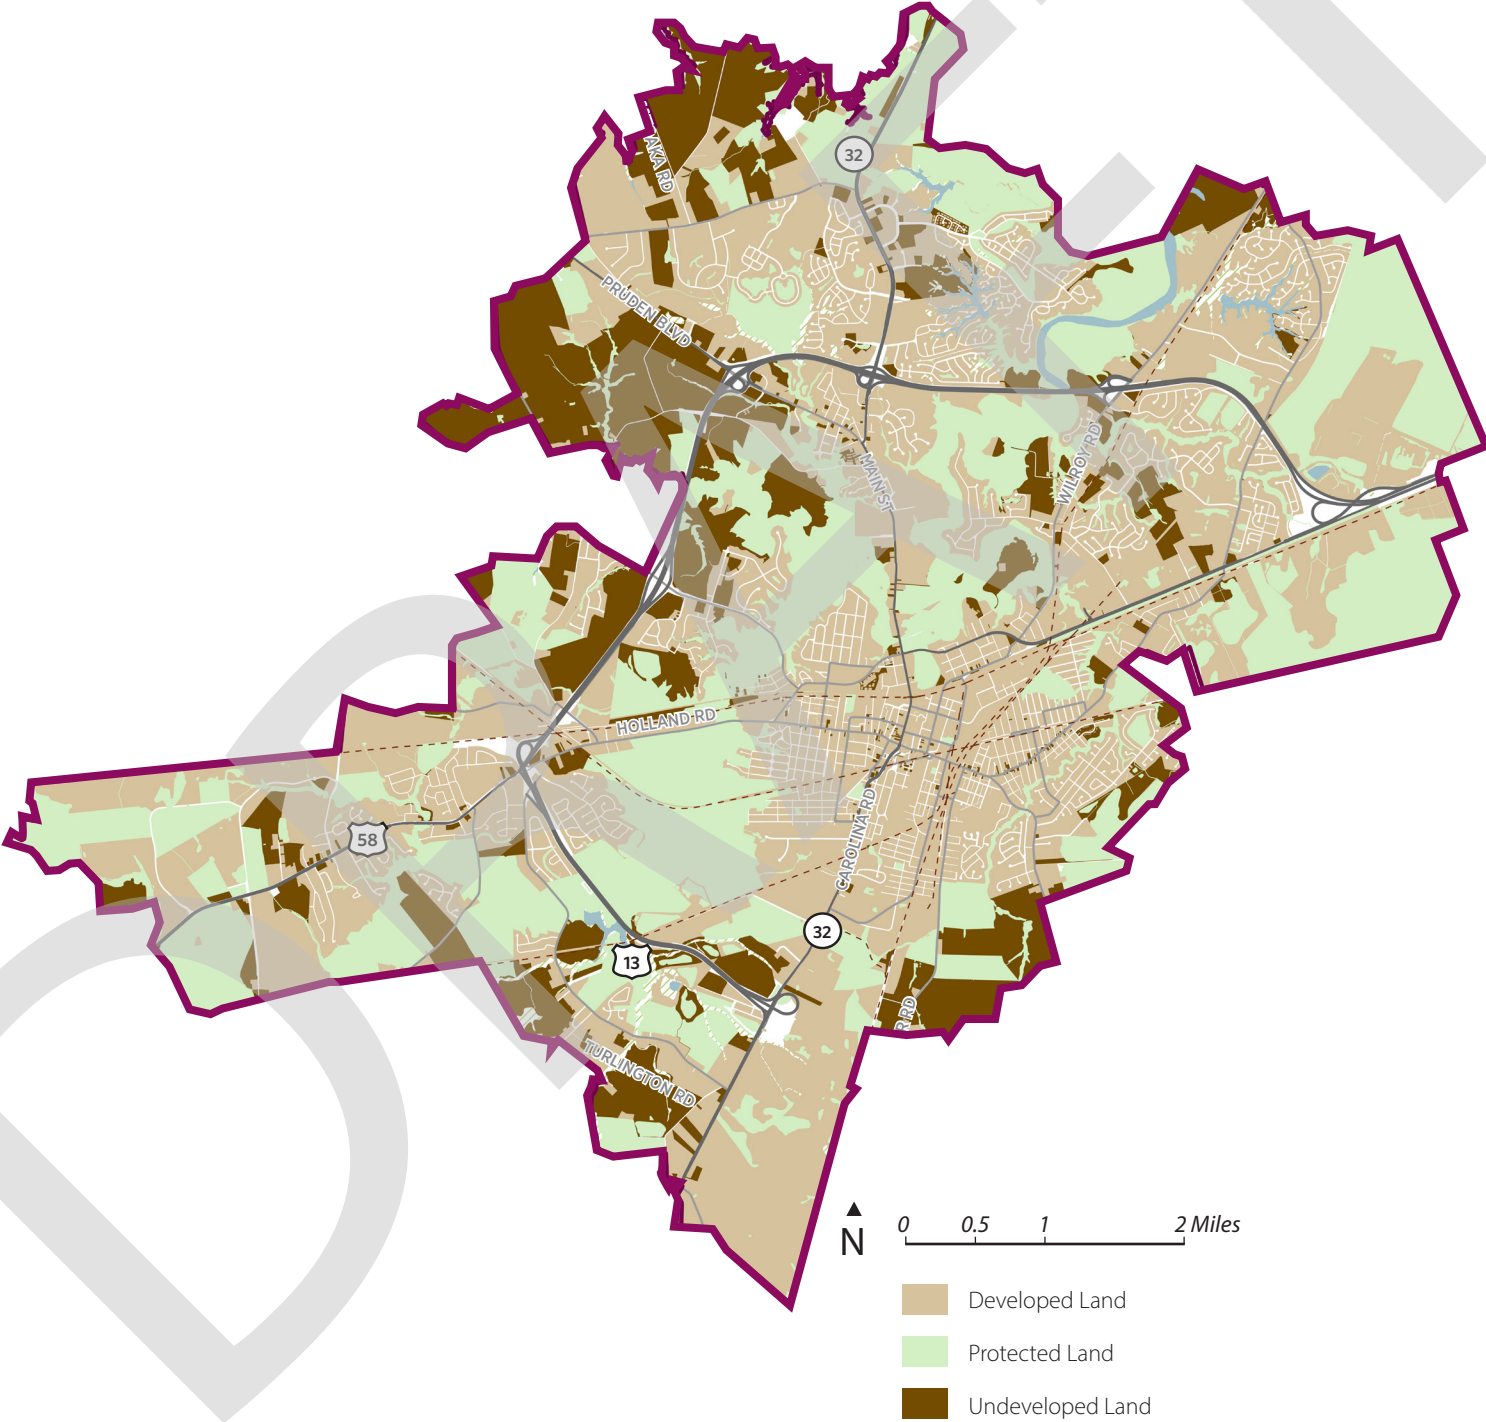 32
AKA RD
PRUDEN BLVD
MAIN ST
WILROY RD
HOLLAND RD
58
CAROLINA RD
32
13
R RD
TURLINGTON RD
N
0 0.5 1 2 Miles
Developed Land
Protected Land
Undeveloped Land